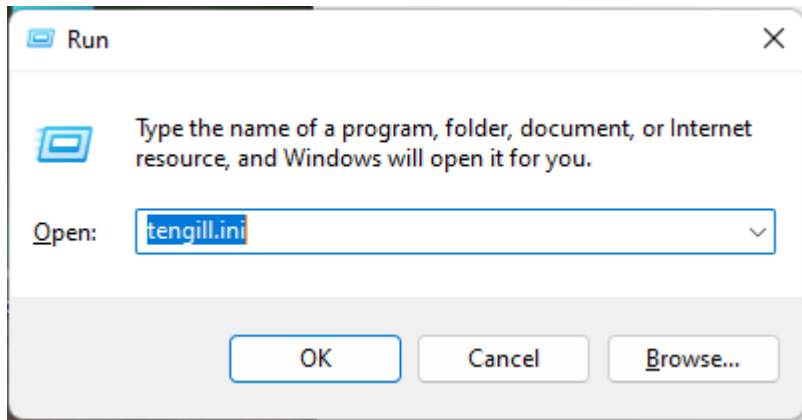 Run
Type the name of a program, folder, document, or Internet
resource, and Windows will open it for you.
Open: tengill.ini
OK Cancel Browse...